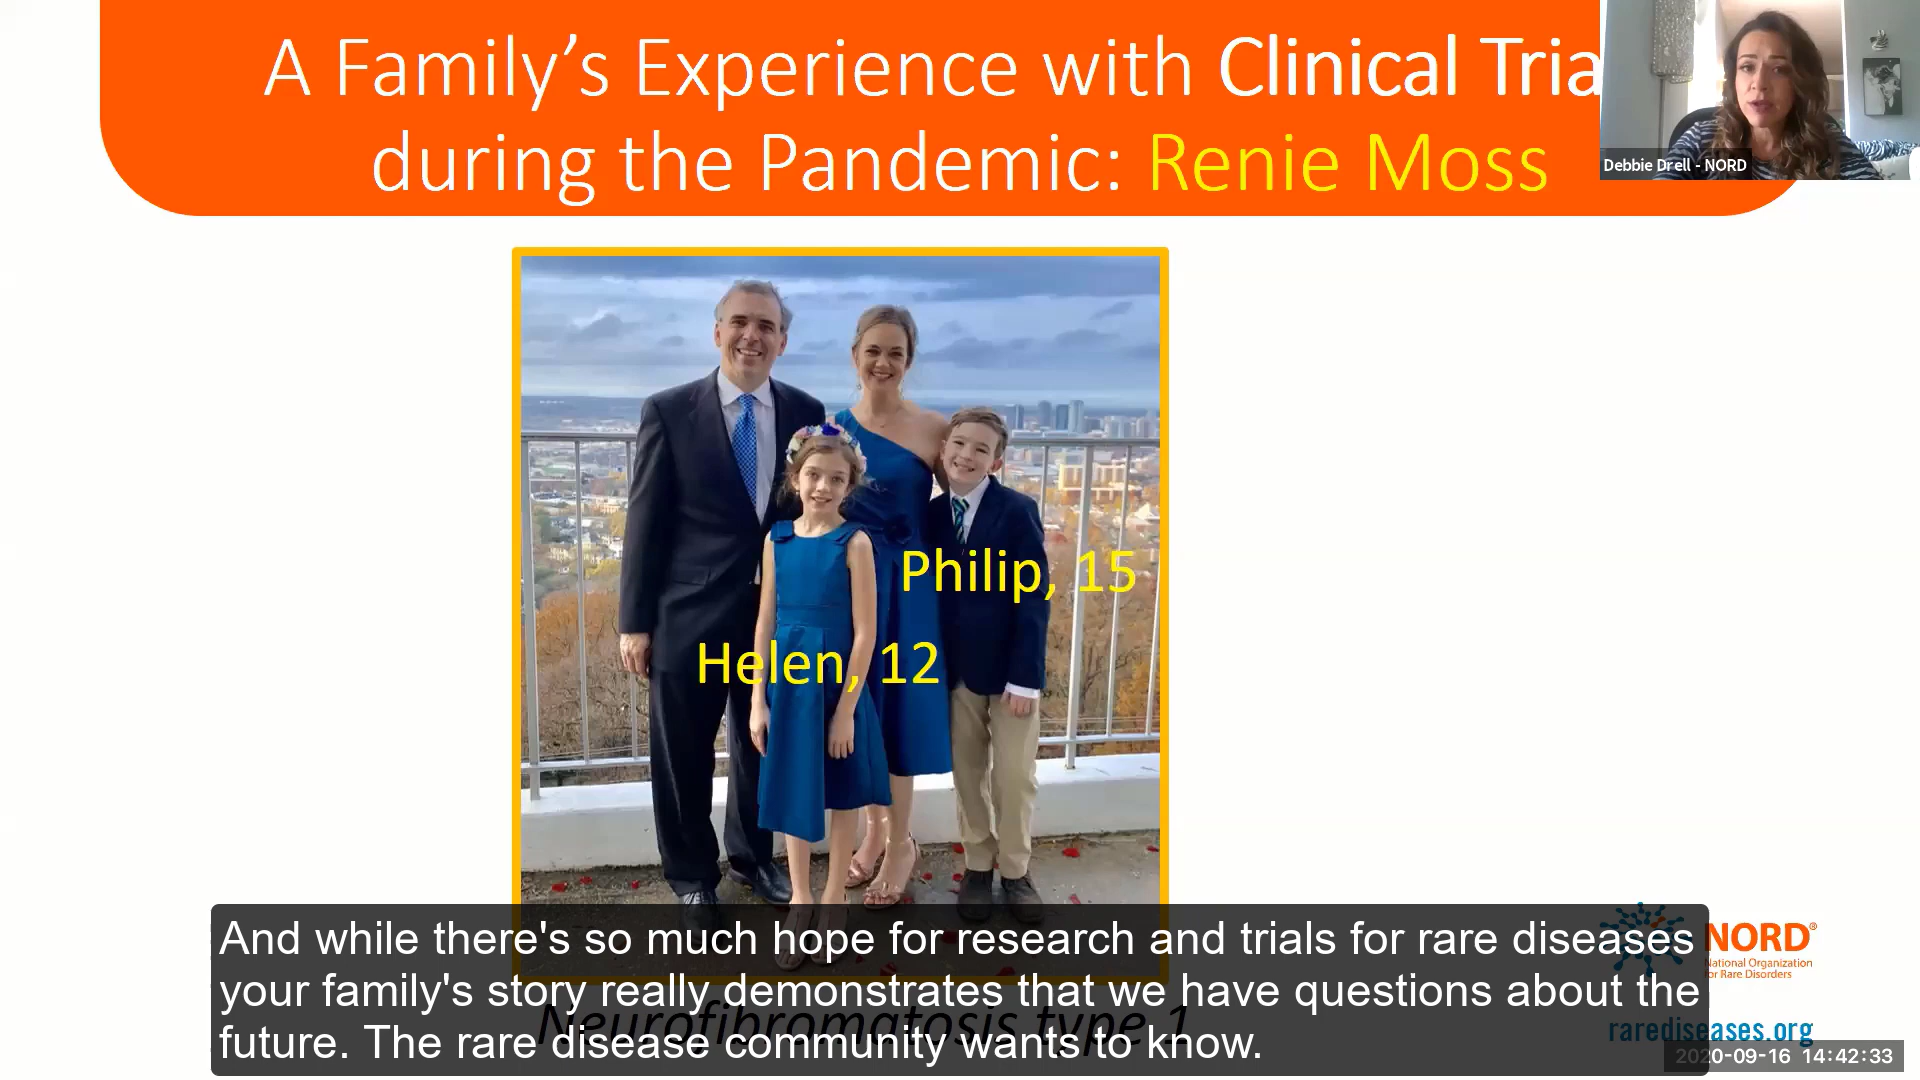 A Family’s Experience with Clinical Tria
during the Pandemic: Renie Moss
Debbie Drell - NORD
Philip, 15
Helen, 12
Neurofibromatosis type 1
And while there's so much hope for research and trials for rare diseases
your family's story really demonstrates that we have questions about the
future. The rare disease community wants to know.
NORD®
National Organization
for Rare Disorders
rarediseases.org
2020-09-16 14:42:33